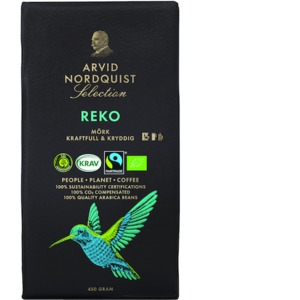 ARVID
NORDQUIST
Selection
REKO
MÖRK
KRAFTFULL & KRYDDIG
KRAV
FAIRTRADE
PEOPLE • PLANET • COFFEE
100% SUSTAINABILITY CERTIFICATIONS
100% CO₂ COMPENSATED
100% QUALITY ARABICA BEANS
450 GRAM